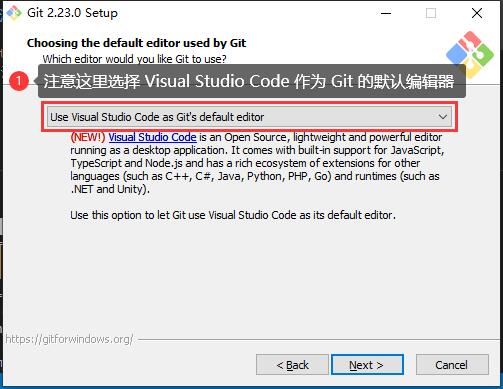 Git 2.23.0 Setup
Choosing the default editor used by Git
Which editor would you like Git to use?
1 注意这里选择 Visual Studio Code 作为 Git 的默认编辑器
Use Visual Studio Code as Git's default editor
(NEW!) Visual Studio Code is an Open Source, lightweight and powerful editor
running as a desktop application. It comes with built-in support for JavaScript,
TypeScript and Node.js and has a rich ecosystem of extensions for other
languages (such as C++, C#, Java, Python, PHP, Go) and runtimes (such as
.NET and Unity).
Use this option to let Git use Visual Studio Code as its default editor.
https://gitforwindows.org/
< Back
Next >
Cancel